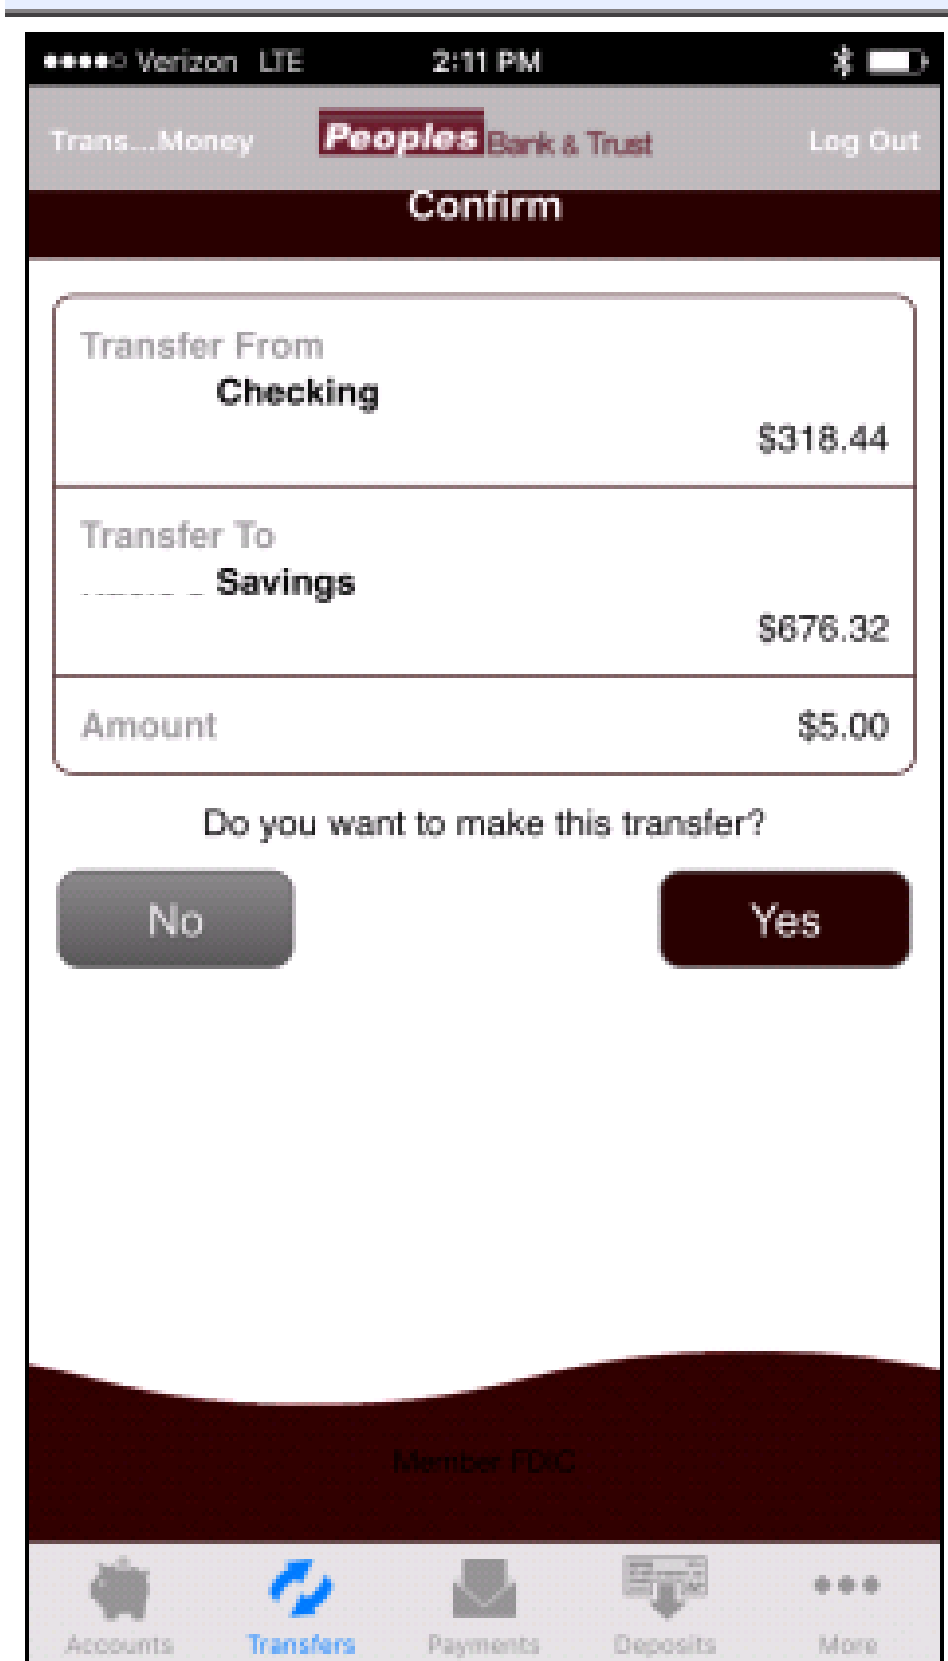 Verizon LTE 2:11 PM
Trans...Money Peoples Bank & Trust Log Out
Confirm
Transfer From
Checking
$318.44
Transfer To
Savings
$676.32
Amount $5.00
Do you want to make this transfer?
No Yes
Member FDIC
Accounts Transfers Payments Deposits More